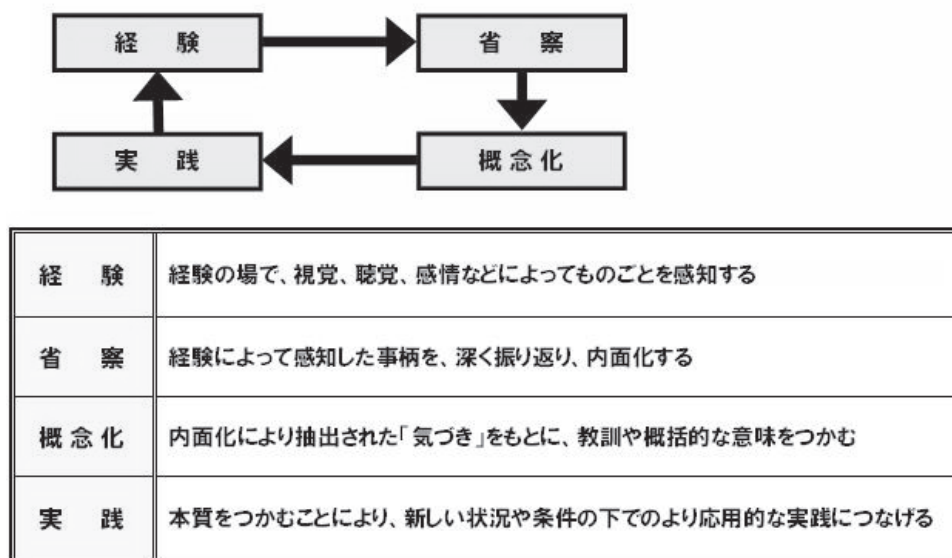 経 験
省 察
実 践
概 念 化
経 験 経験の場で、視覚、聴覚、感情などによってものごとを感知する
省 察 経験によって感知した事柄を、深く振り返り、内面化する
概 念 化 内面化により抽出された「気づき」をもとに、教訓や概括的な意味をつかむ
実 践 本質をつかむことにより、新しい状況や条件の下でのより応用的な実践につなげる